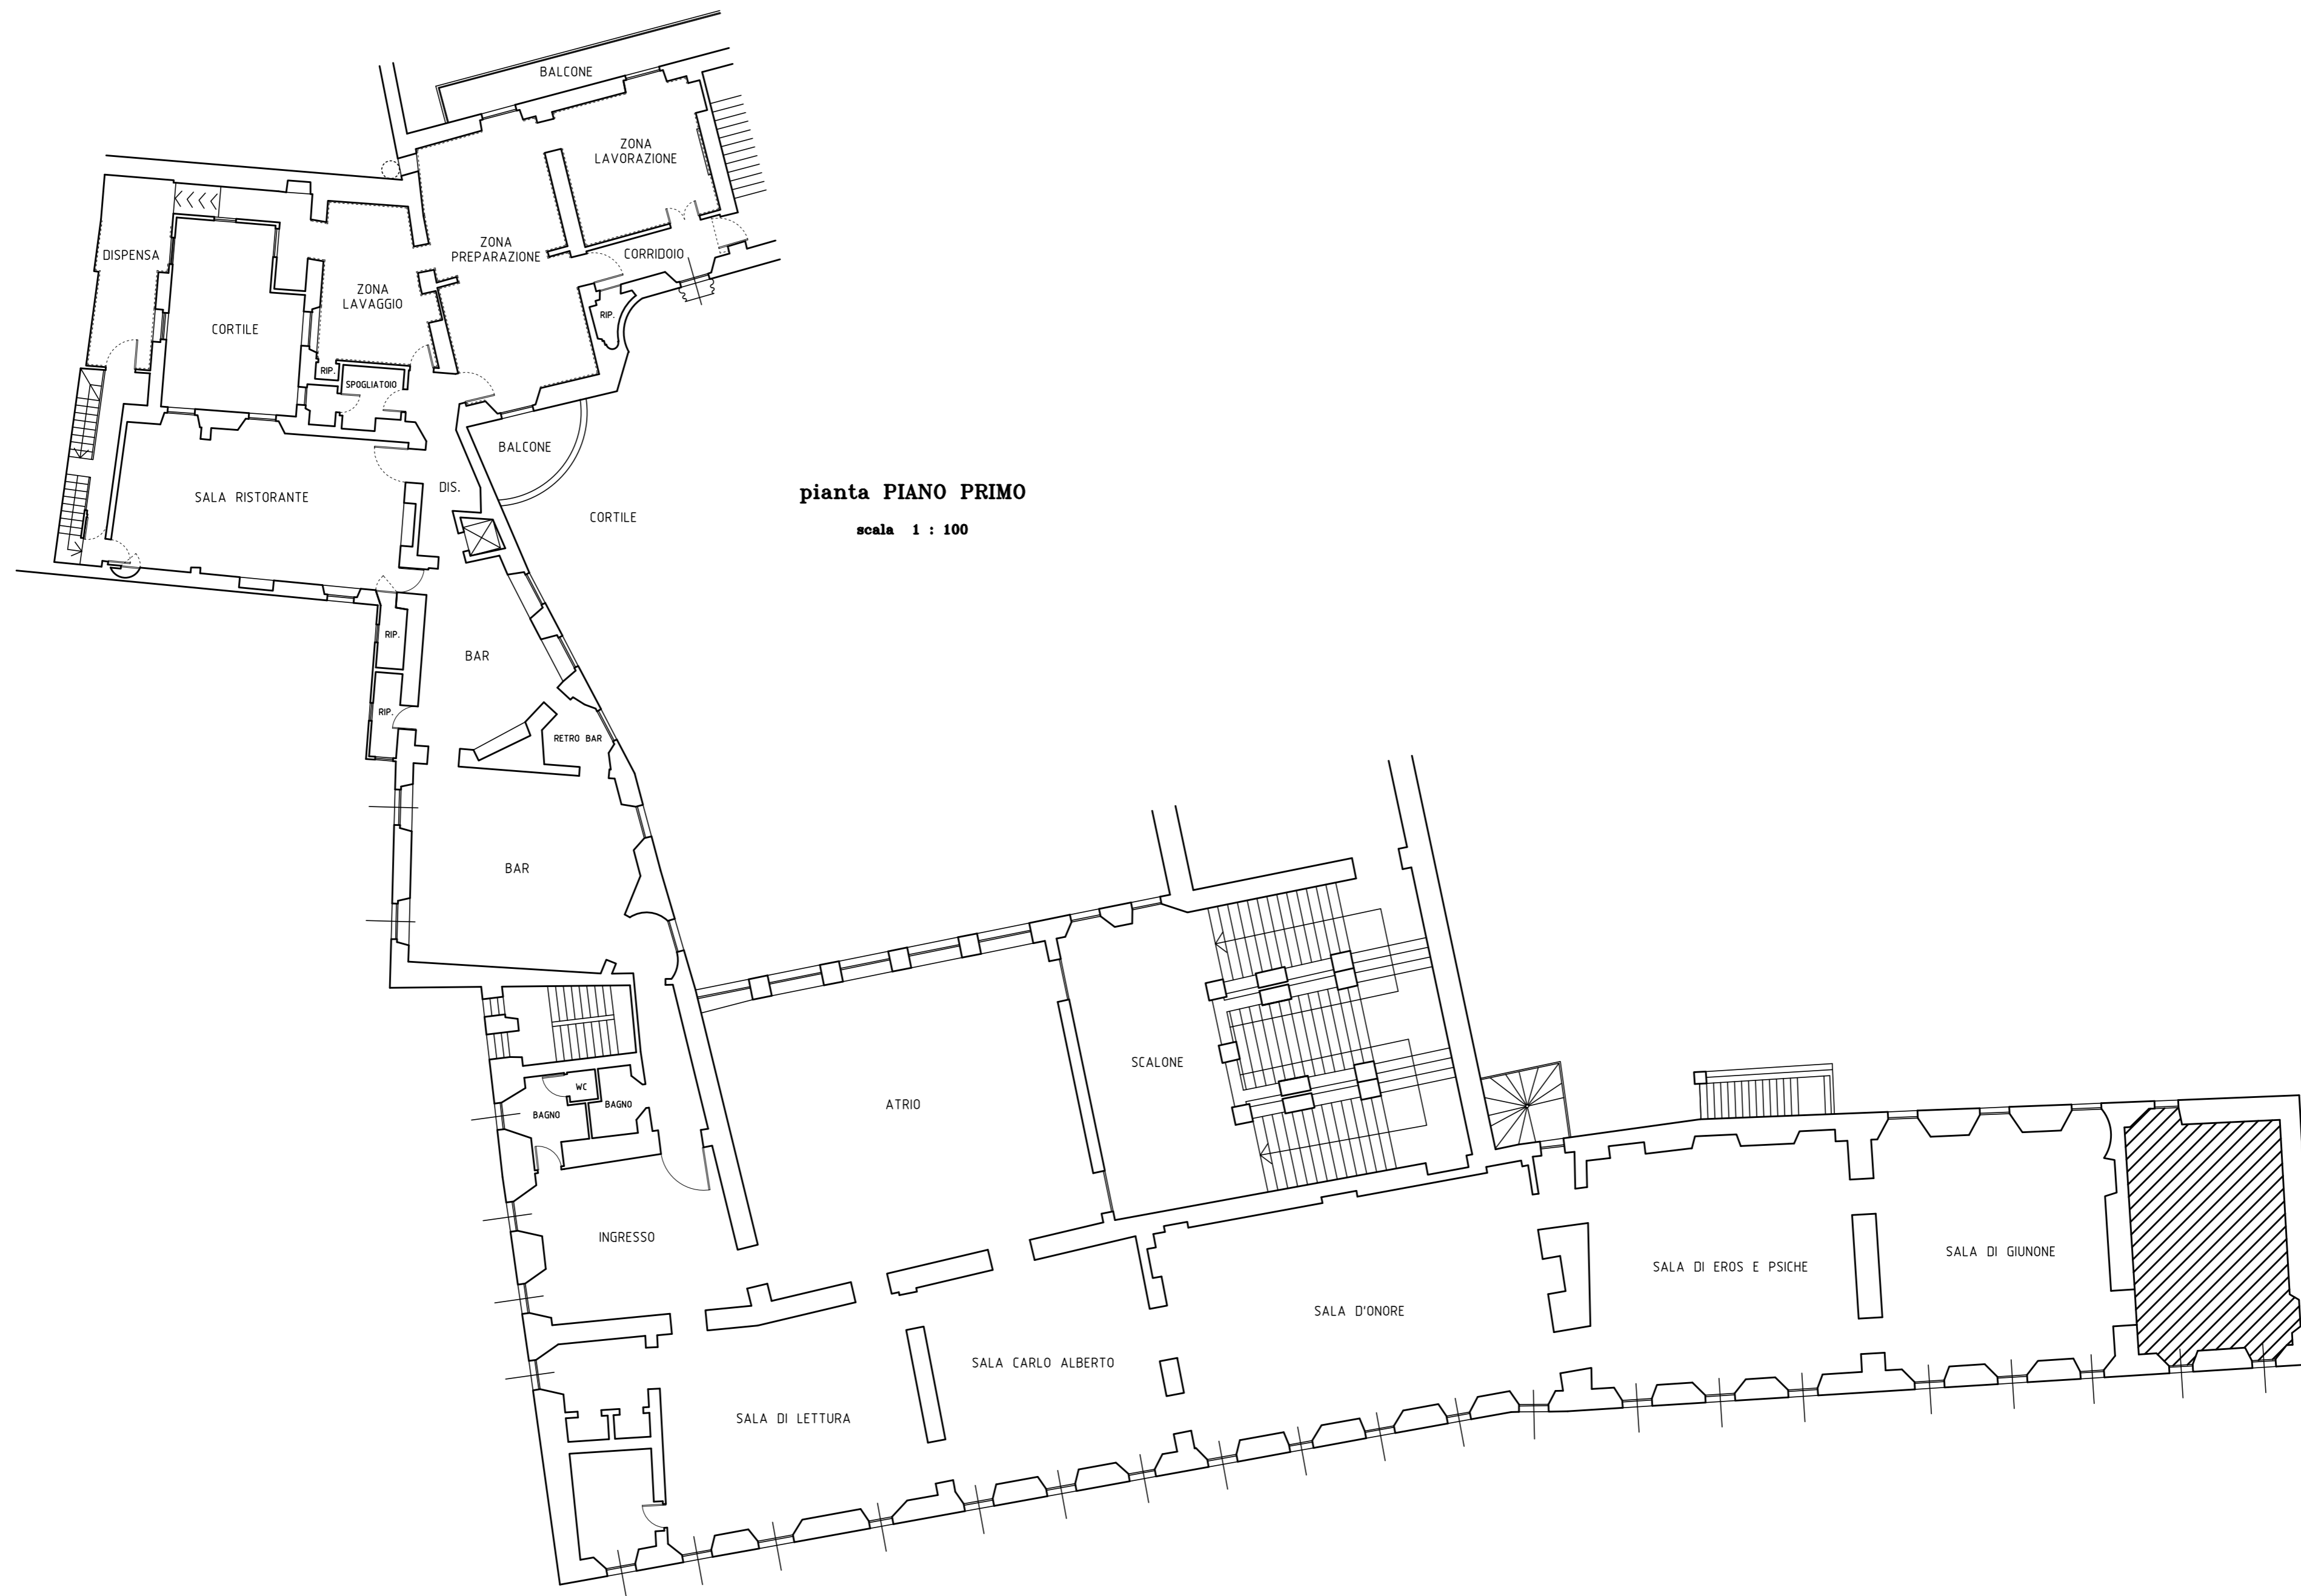 BALCONE
ZONA
LAVORAZIONE
ZONA
PREPARAZIONE
CORRIDOIO
DISPENSA
ZONA
LAVAGGIO
RIP.
CORTILE
RIP.
SPOGLIATOIO
BALCONE
SALA RISTORANTE
DIS.
CORTILE
pianta PIANO PRIMO
scala 1 : 100
RIP.
BAR
RIP.
RETRO BAR
BAR
SCALONE
WC
BAGNO
BAGNO
ATRIO
INGRESSO
SALA DI GIUNONE
SALA DI EROS E PSICHE
SALA D'ONORE
SALA CARLO ALBERTO
SALA DI LETTURA